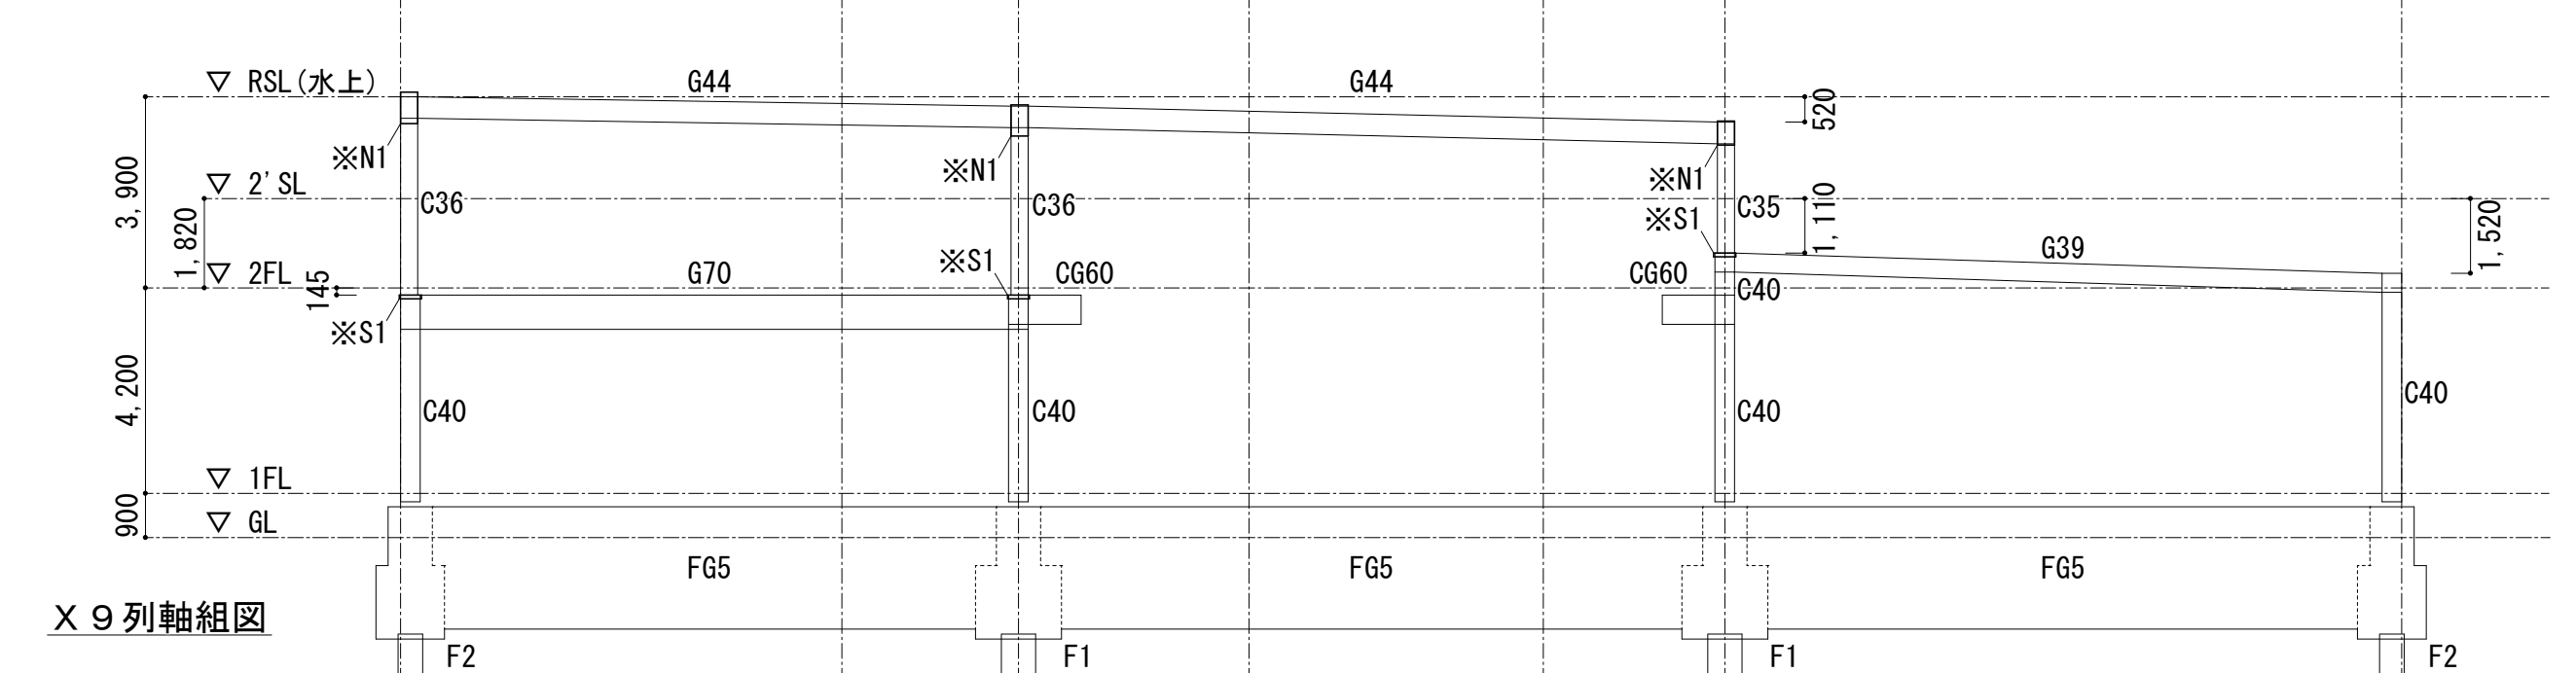 RSL(水上)
G44
G44
520
※N1
※N1
※N1
3,900
2'SL
C36
C36
C35
1,110
※S1
1,820
1,520
G39
2FL
145
G70
※S1
CG60
CG60
C40
※S1
4,200
C40
C40
C40
C40
1FL
900
GL
FG5
FG5
FG5
X9列軸組図
F2
F1
F1
F2